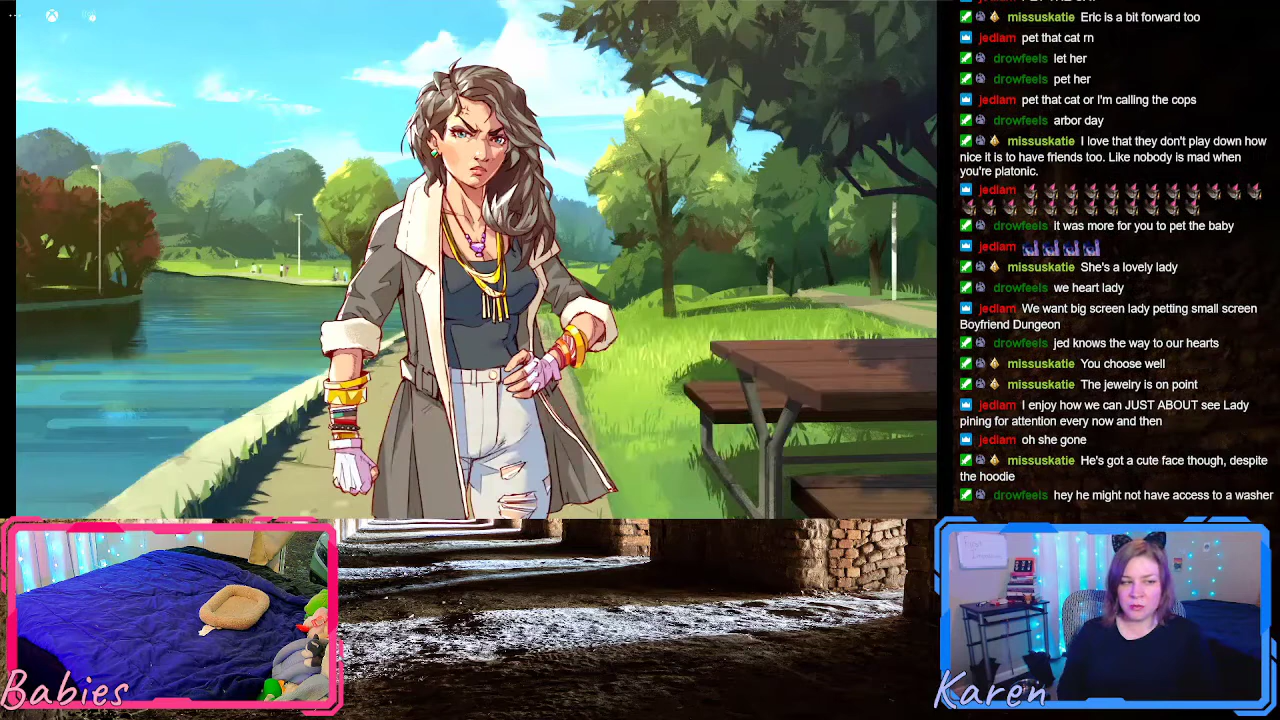 missuskatie Eric is a bit forward too
jedlam pet that cat rn
drowfeels let her
drowfeels pet her
jedlam pet that cat or I'm calling the cops
drowfeels arbor day
missuskatie I love that they don't play down how
nice it is to have friends too. Like nobody is mad when
you're platonic.
jedlam
drowfeels it was more for you to pet the baby
jedlam
missuskatie She's a lovely lady
drowfeels we heart lady
jedlam We want big screen lady petting small screen
Boyfriend Dungeon
drowfeels jed knows the way to our hearts
missuskatie You choose well
missuskatie The jewelry is on point
jedlam I enjoy how we can JUST ABOUT see Lady
pining for attention every now and then
jedlam oh she gone
missuskatie He's got a cute face though, despite
the hoodie
drowfeels hey he might not have access to a washer
Babies
Karen